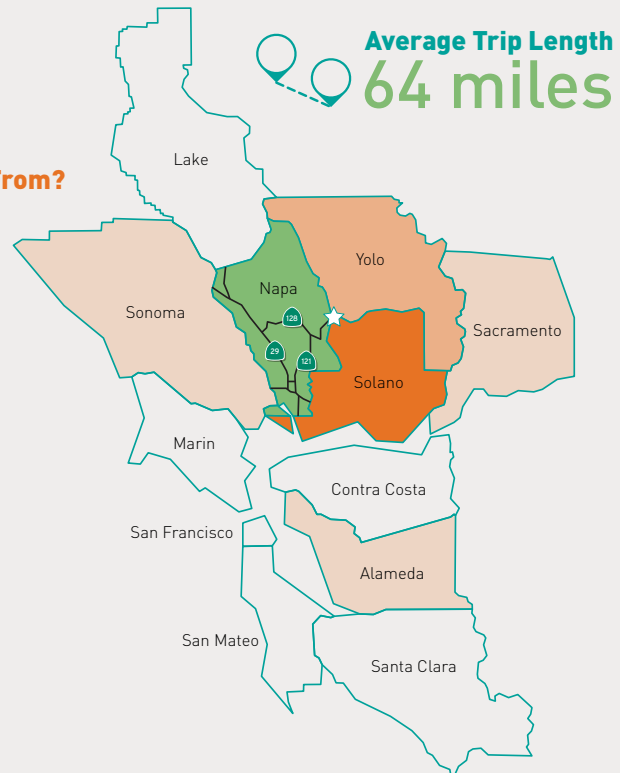 Average Trip Length
64 miles
Lake
From?
Yolo
Napa
Sonoma
128
Sacramento
29
121
Solano
Marin
Contra Costa
San Francisco
Alameda
San Mateo
Santa Clara